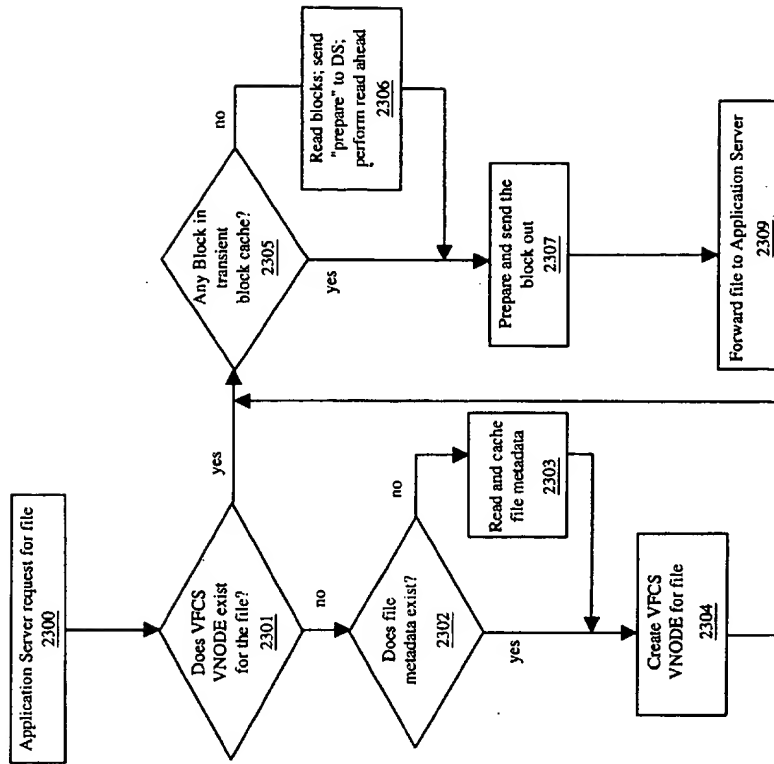 Application Server request for file
2300
Does VFCS
VNODE exist
for the file?
2301
yes
no
Does file
metadata exist?
2302
no
yes
Read and cache
file metadata
2303
Create VFCS
VNODE for file
2304
Any Block in
transient
block cache?
2305
no
yes
Read blocks; send
"prepare" to DS;
perform read ahead
2306
Prepare and send the
block out
2307
Forward file to Application Server
2309